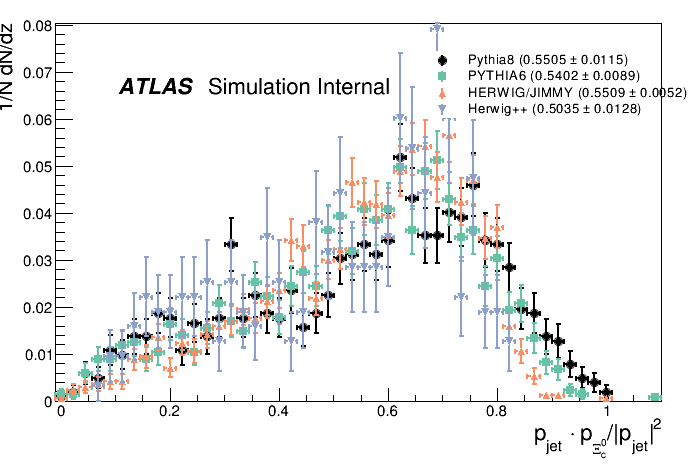 1/N dN/dz
0.08
0.07
0.06
0.05
0.04
0.03
0.02
0.01
0
ATLAS Simulation Internal
Pythia8 (0.5505 ± 0.0115)
PYTHIA6 (0.5402 ± 0.0089)
HERWIG/JIMMY (0.5509 ± 0.0052)
Herwig++ (0.5035 ± 0.0128)
0 0.2 0.4 0.6 0.8 1
p_jet · p_Ξ_c^0/|p_jet|^2